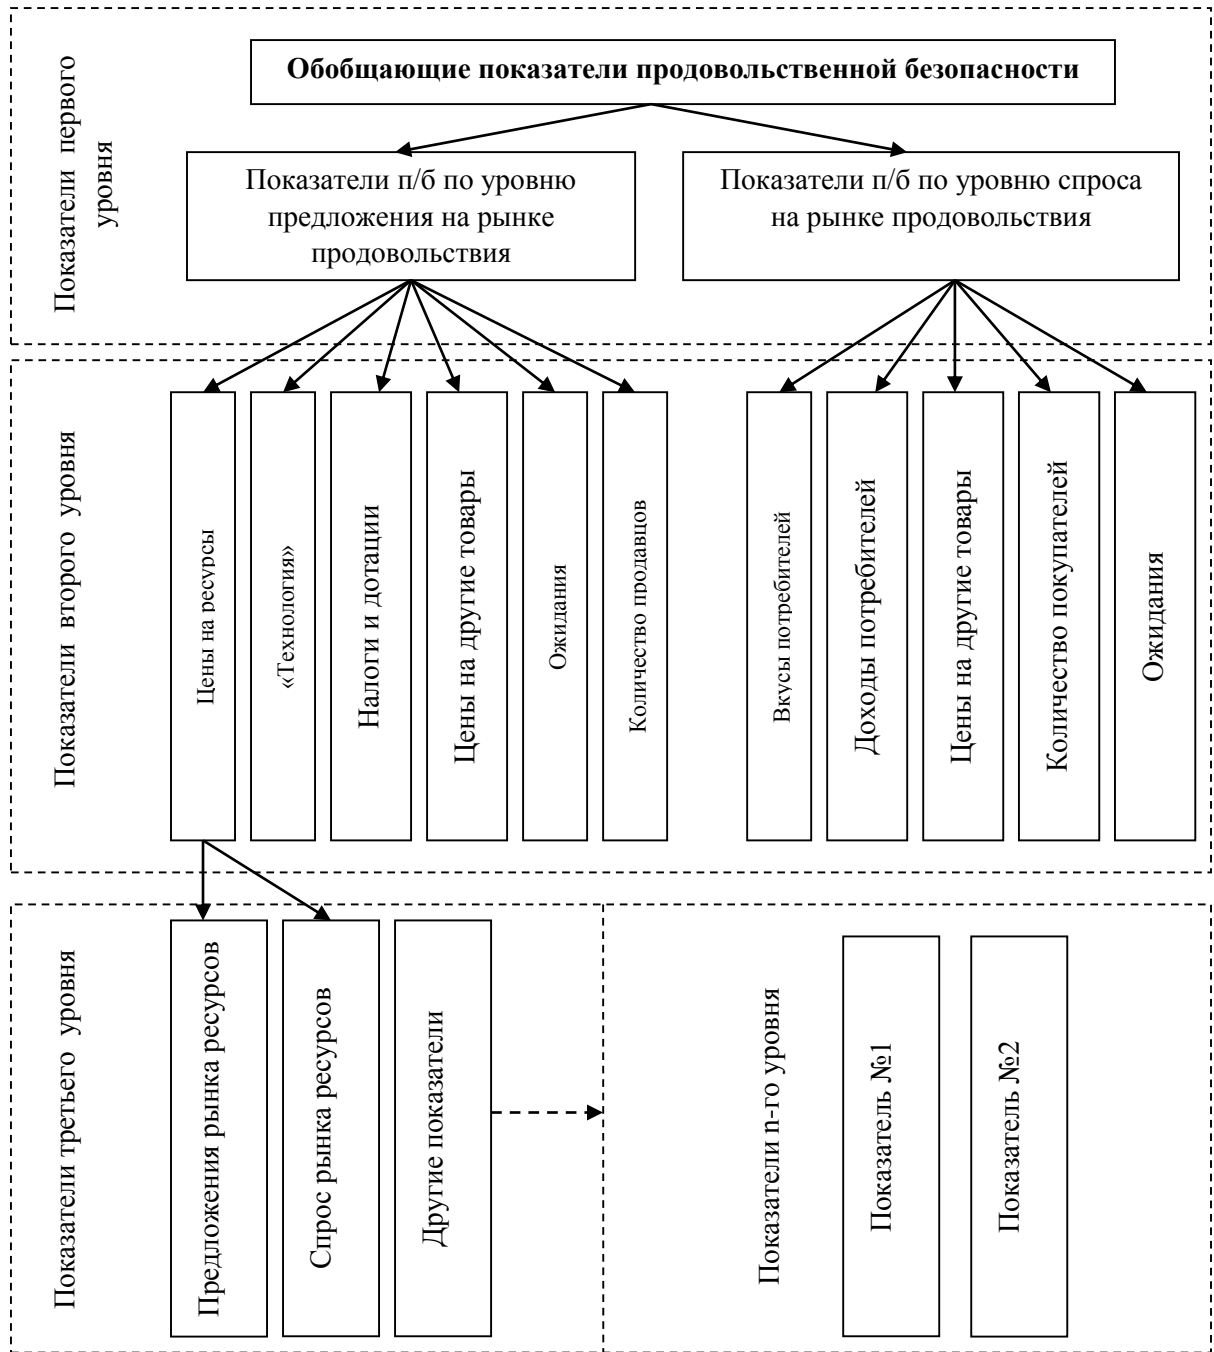 Обобщающие показатели продовольственной безопасности
Показатели первого
уровня
Показатели п/б по уровню
предложения на рынке
продовольствия
Показатели п/б по уровню спроса
на рынке продовольствия
Показатели второго уровня
Цены на ресурсы
«Технология»
Налоги и дотации
Цены на другие товары
Ожидания
Количество продавцов
Вкусы потребителей
Доходы потребителей
Цены на другие товары
Количество покупателей
Ожидания
Показатели третьего уровня
Предложения рынка ресурсов
Спрос рынка ресурсов
Другие показатели
Показатели n-го уровня
Показатель №1
Показатель №2